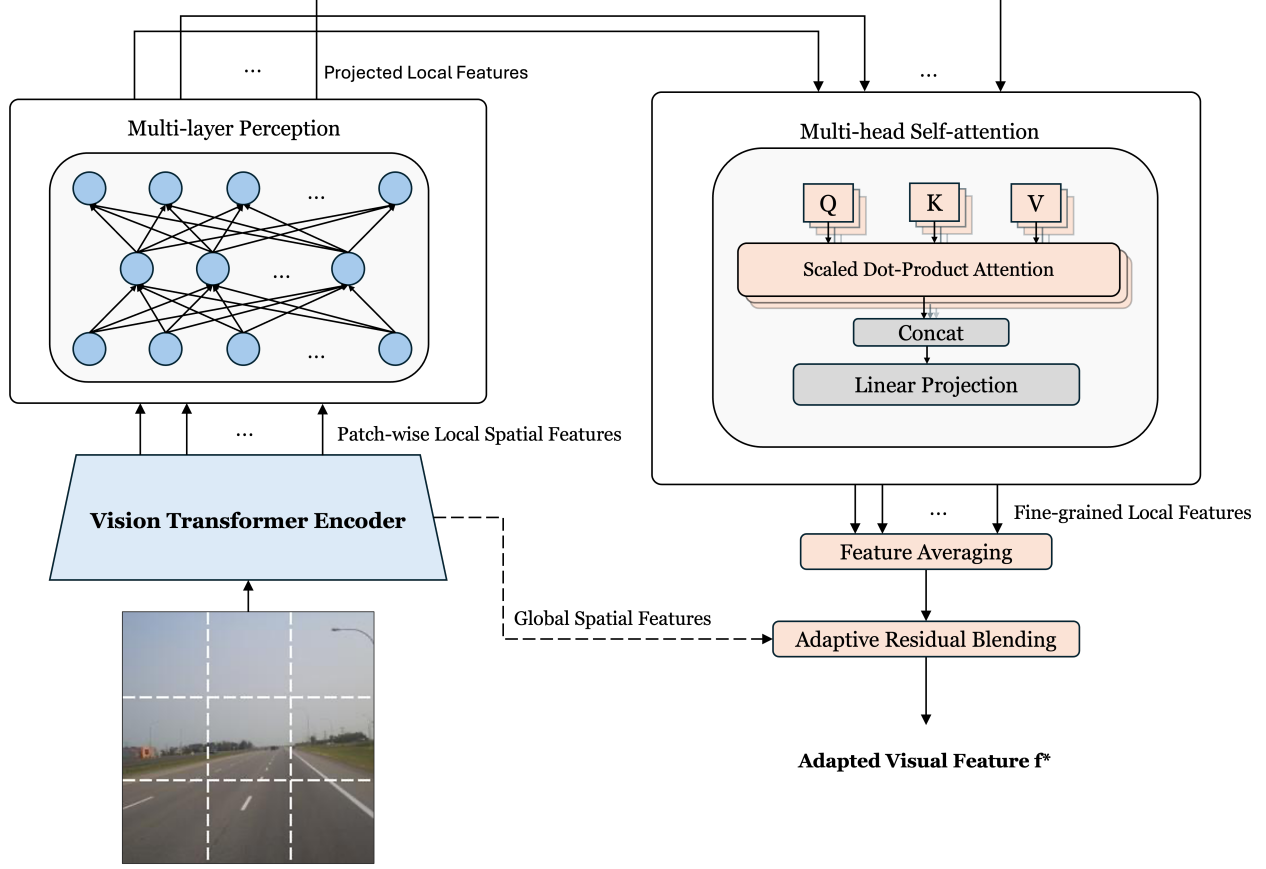 ...
Projected Local Features
...
Multi-layer Perception
...
...
...
Multi-head Self-attention
Q
K
V
Scaled Dot-Product Attention
Concat
Linear Projection
...
Patch-wise Local Spatial Features
Vision Transformer Encoder
...
Fine-grained Local Features
Feature Averaging
Global Spatial Features
Adaptive Residual Blending
Adapted Visual Feature f*